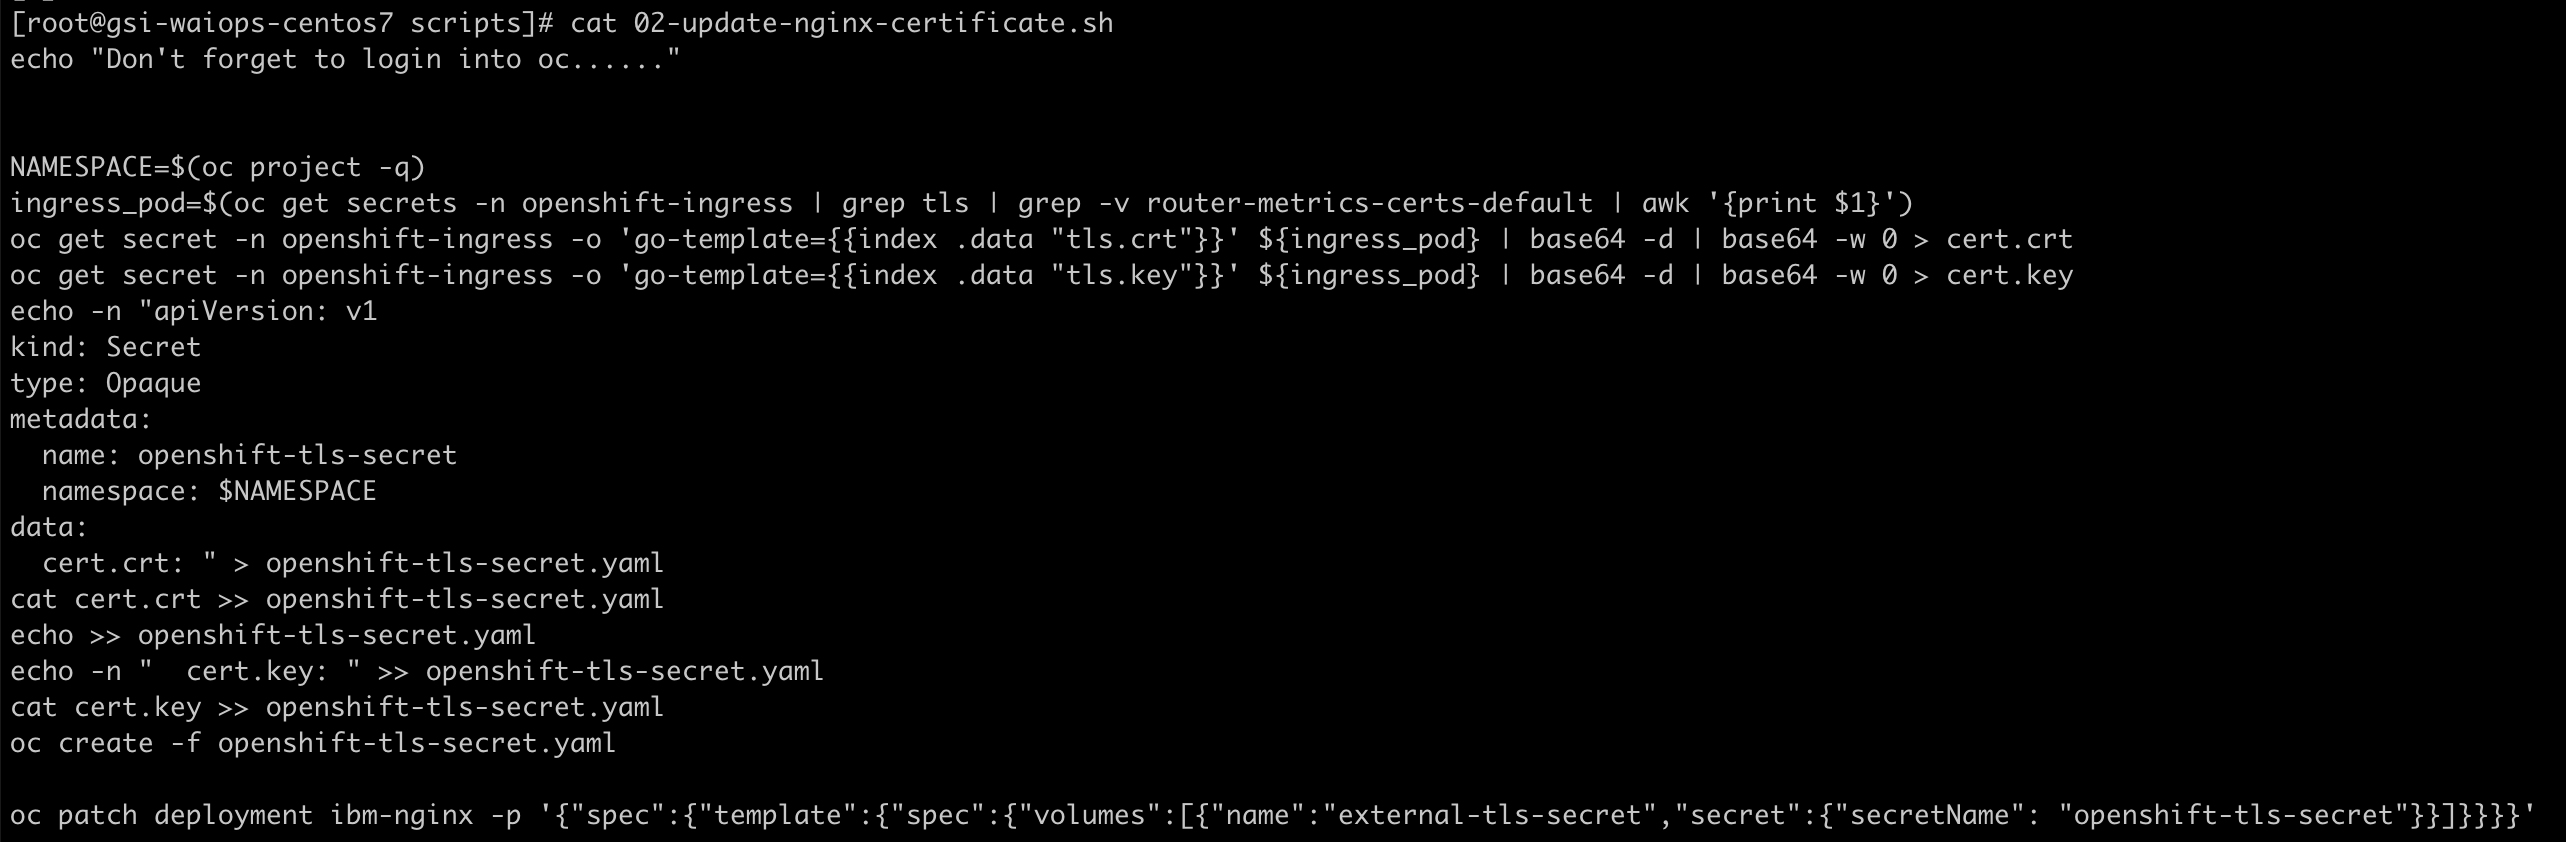 [root@gsi-waiops-centos7 scripts]# cat 02-update-nginx-certificate.sh
echo "Don't forget to login into oc......"
NAMESPACE=$(oc project -q)
ingress_pod=$(oc get secrets -n openshift-ingress | grep tls | grep -v router-metrics-certs-default | awk '{print $1}')
oc get secret -n openshift-ingress -o 'go-template={{index .data "tls.crt"}}' ${ingress_pod} | base64 -d | base64 -w 0 > cert.crt
oc get secret -n openshift-ingress -o 'go-template={{index .data "tls.key"}}' ${ingress_pod} | base64 -d | base64 -w 0 > cert.key
echo -n "apiVersion: v1
kind: Secret
type: Opaque
metadata:
  name: openshift-tls-secret
  namespace: $NAMESPACE
data:
  cert.crt: " > openshift-tls-secret.yaml
cat cert.crt >> openshift-tls-secret.yaml
echo >> openshift-tls-secret.yaml
echo -n "  cert.key: " >> openshift-tls-secret.yaml
cat cert.key >> openshift-tls-secret.yaml
oc create -f openshift-tls-secret.yaml
oc patch deployment ibm-nginx -p '{"spec":{"template":{"spec":{"volumes":[{"name":"external-tls-secret","secret":{"secretName": "openshift-tls-secret"}}]}}}}'